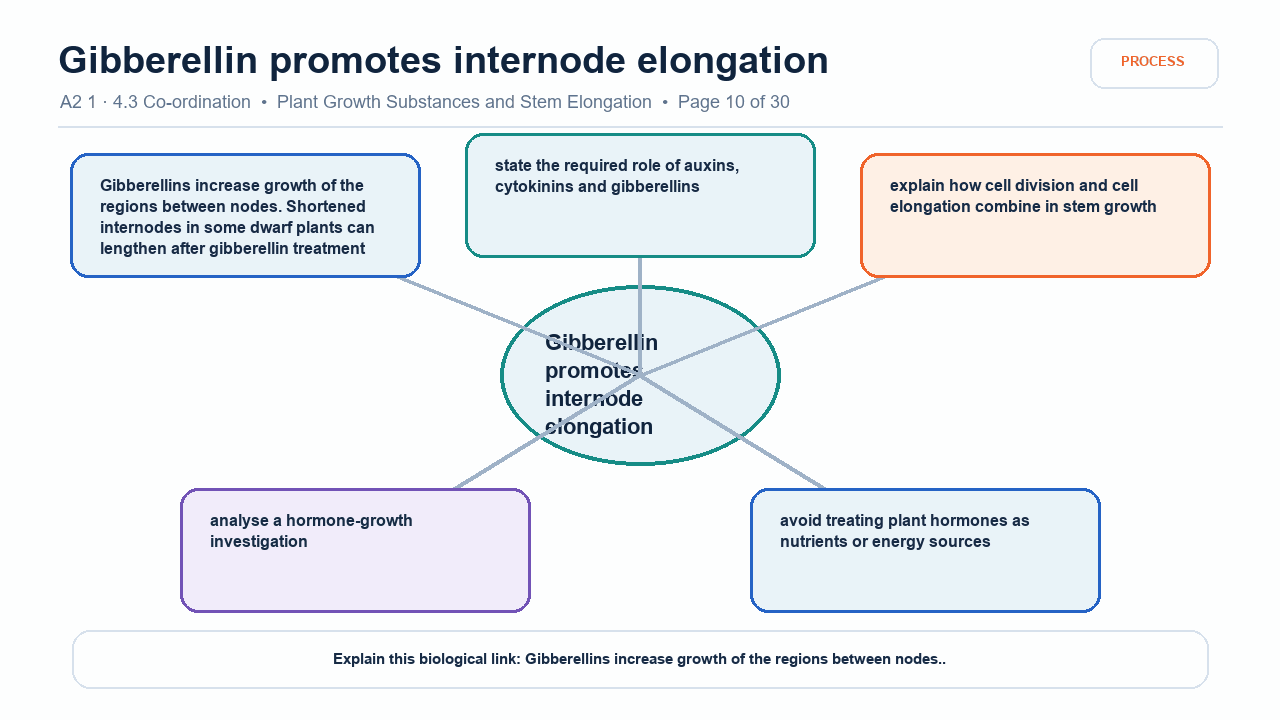 Gibberellin promotes internode elongation
PROCESS
A2 1 · 4.3 Co-ordination • Plant Growth Substances and Stem Elongation • Page 10 of 30
Gibberellins increase growth of the
regions between nodes. Shortened
internodes in some dwarf plants can
lengthen after gibberellin treatment
state the required role of auxins,
cytokinins and gibberellins
explain how cell division and cell
elongation combine in stem growth
Gibberellin
promotes
internode
elongation
analyse a hormone-growth
investigation
avoid treating plant hormones as
nutrients or energy sources
Explain this biological link: Gibberellins increase growth of the regions between nodes..